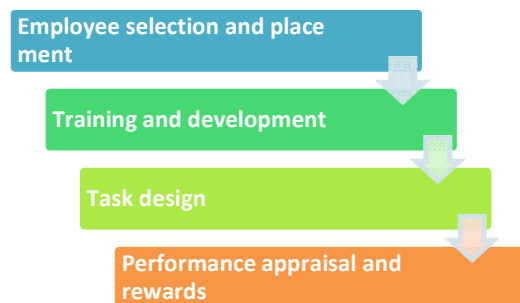 Employee selection and place
ment
Training and development
Task design
Performance appraisal and
rewards